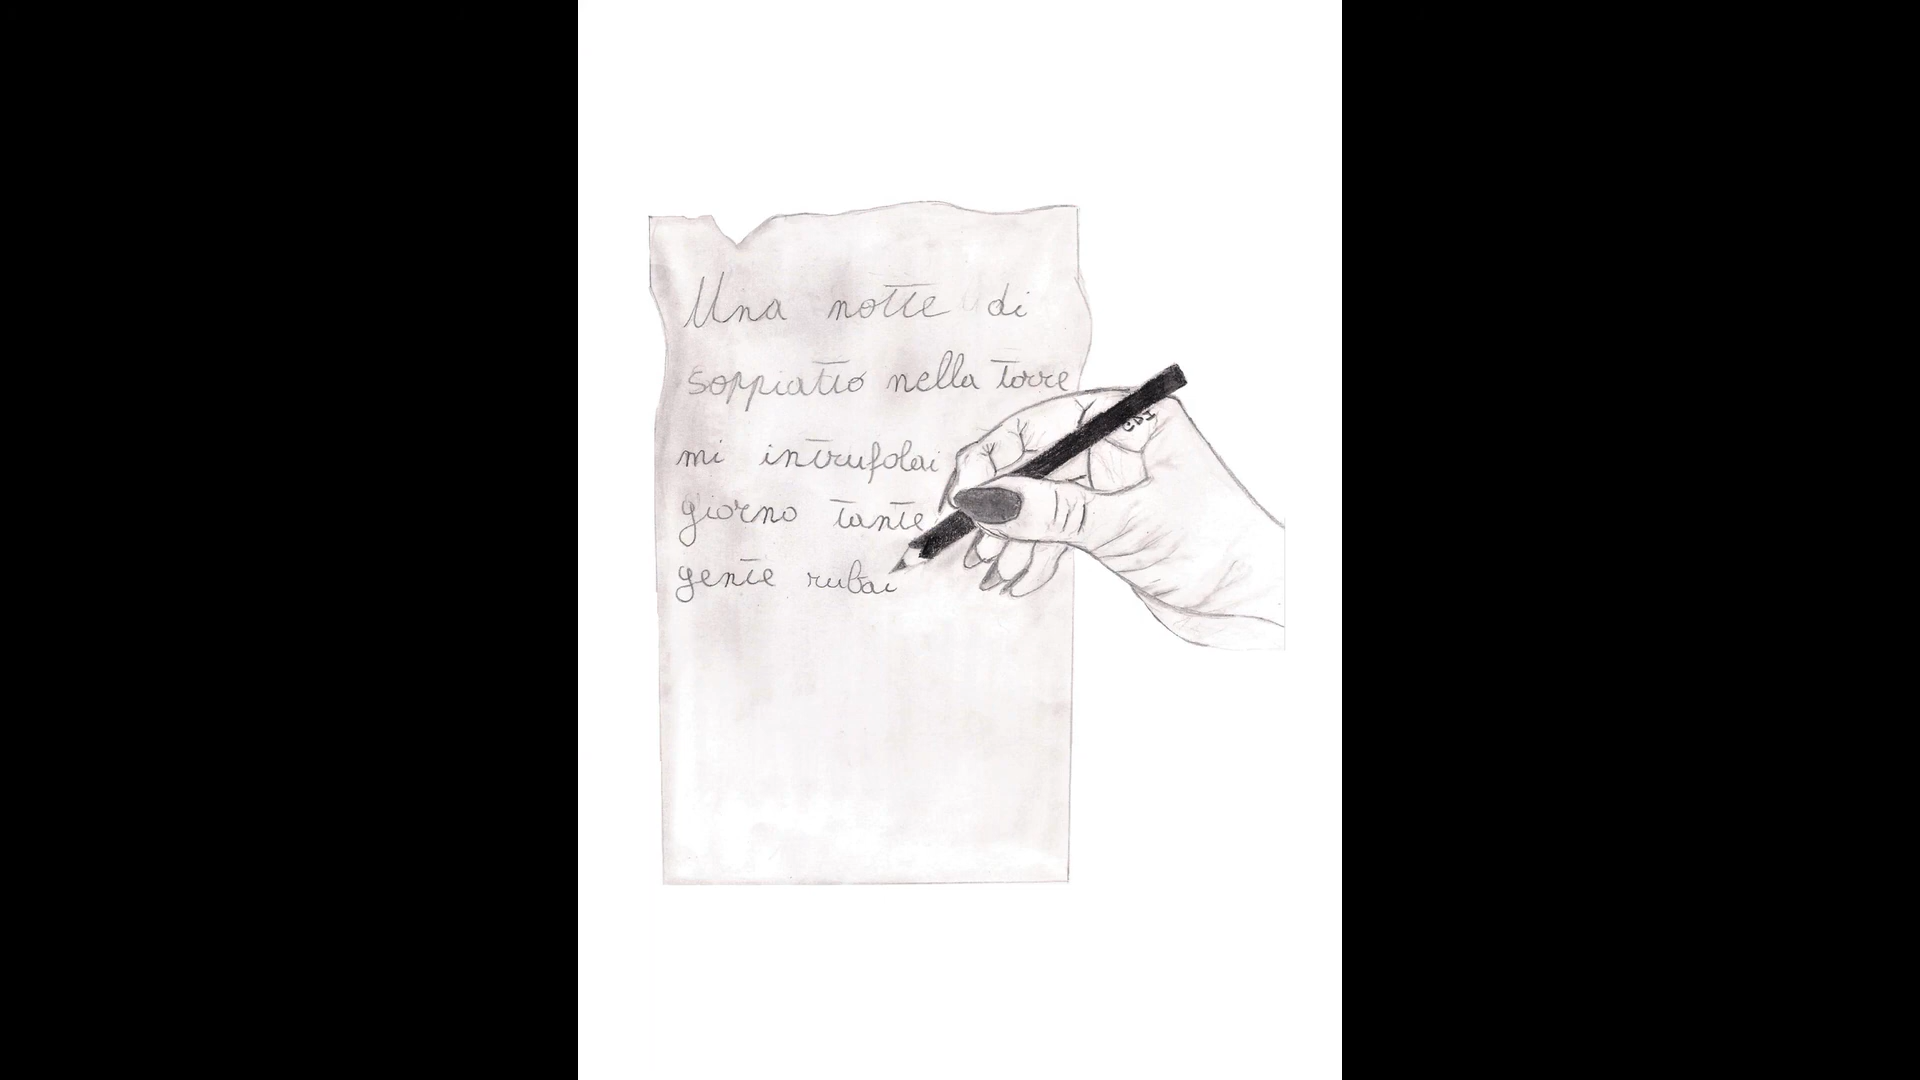 Una notte di
soppiatto nella torre
mi intrufolai
giorno tante
gente rubai